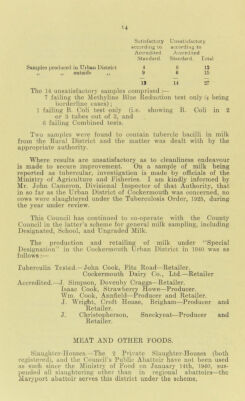 14
Satisfactory Unsatisfactory
according to according to
Accredited Accredited
Standard. Standard. Total
Samples produced in Urban District 4 8 12
„ „ outside „ 9 6 15
13 14 27
The 14 unsatisfactory samples comprised :—
7 failing the Methyline Blue Reduction test only (4 being
borderline cases);
1 failing B. Coli test only (i.e. showing B. Coli in 2
or 3 tubes out of 3, and
6 failing Combined tests.
Two samples were found to contain tubercle bacilli in milk
from the Rural District and the matter was dealt with by the
appropriate authority.
Where results are unsatisfactory as to cleanliness endeavour
is made to secure improvement. On a sample of milk being
reported as tubercular, investigation is made by officials of the
Ministry of Agriculture and Fisheries. I am kindly informed by
Mr. John Cameron, Divisional Inspector of that Authority, that
in so far as the Urban District of Cockermouth was concerned, no
cows were slaughtered under the Tuberculosis Order, 1925, during
the year under review.
This Council has continued to co-operate with the County
Council in the latter's scheme for general milk sampling, including
Designated, School, and Ungraded Milk.
The production and retailing of milk under "Special
Designation" in the Cockermouth Urban District in 1940 was as
follows :—
Tuberculin Tested.—John Cook, Fitz Road—Retailer.
Cockermouth Dairy Co., Ltd.—Retailer
Accredited.—J. Simpson, Dovenby Craggs—Retailer.
Isaac Cook, Strawberry Howe—Producer.
Wm. Cook, Annfield—Producer and Retailer.
J. Wright, Croft House, Brigham—Producer and
Retailer.
J. Christopherson, Sneckyeat—Producer and
Retailer.
MEAT AND OTHER FOODS.
Slaughter-Houses.—The 2 Private Slaughter-Houses (both
registered), and the Council's Public Abattoir have not been used
as such since the Ministry of Food on January 14th, 1940, sus-
pended all slaughtering other than in regional abattoirs—the
Maryport abattoir serves this district under the scheme.